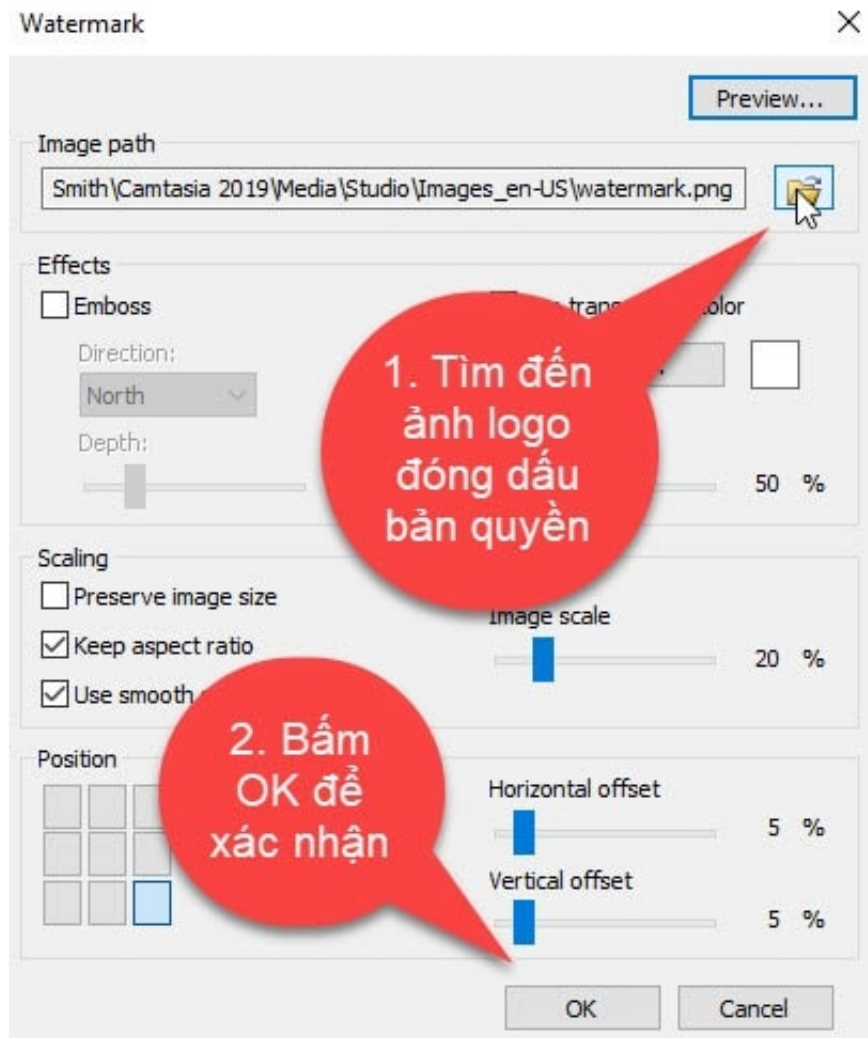 Watermark
Preview...
Image path
Smith\Camtasia 2019\Media\Studio\Images_en-US\watermark.png
Effects
Emboss
Direction:
North
Depth:
50 %
1. Tìm đến
ảnh logo
đóng dấu
bản quyền
Scaling
Preserve image size
Keep aspect ratio
Use smooth
Image scale
20 %
2. Bấm
OK để
xác nhận
Position
Horizontal offset
5 %
Vertical offset
5 %
OK
Cancel